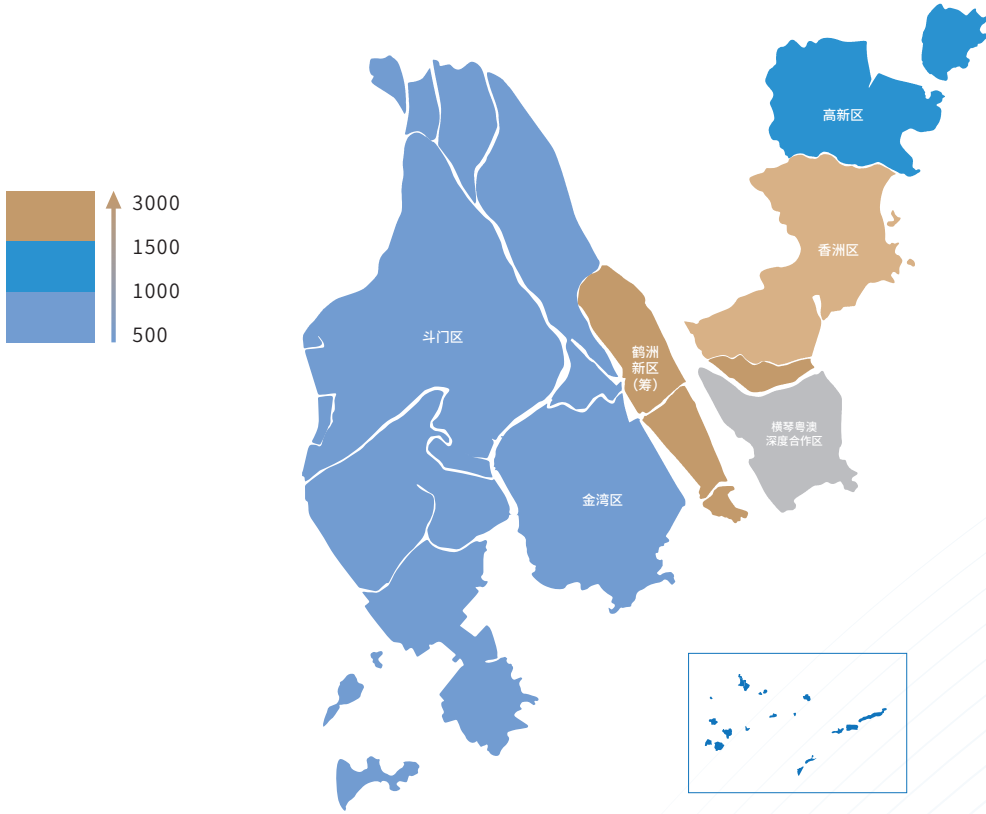 高新区
3000
1500
香洲区
1000
500
斗门区
鹤洲
新区
（筹）
横琴粤澳
深度合作区
金湾区